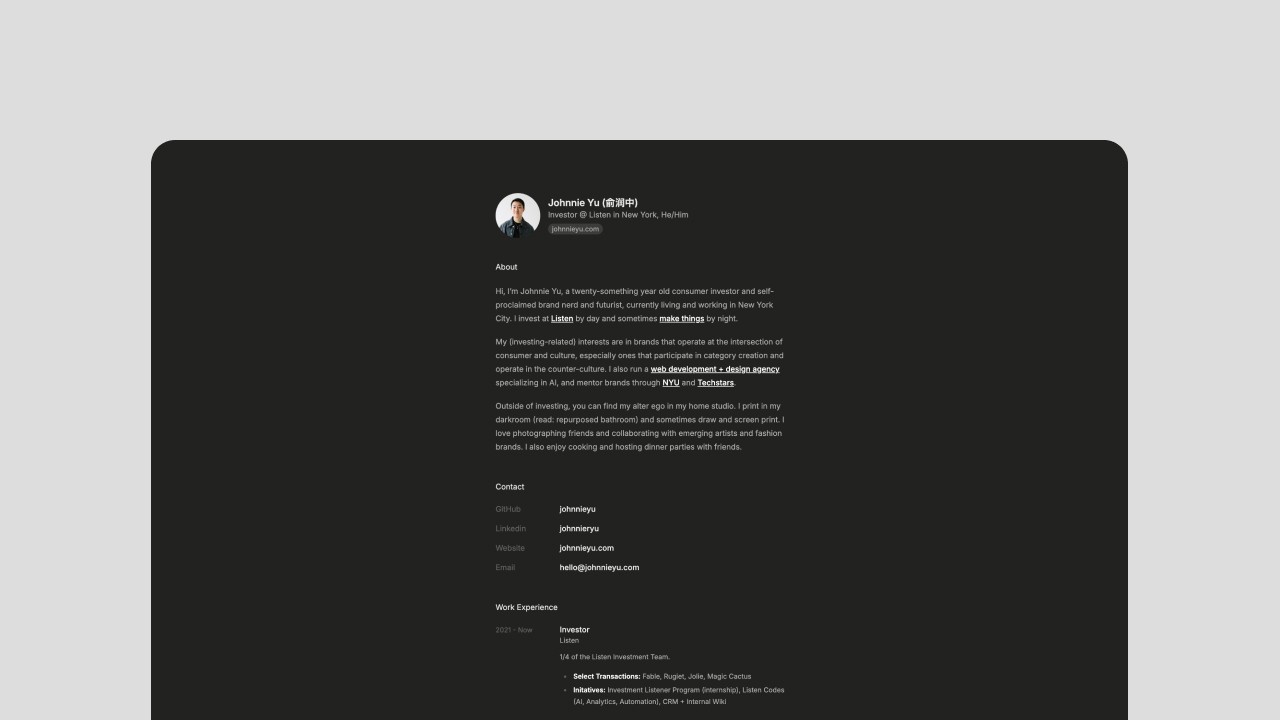 Johnnie Yu (俞润中)
Investor @ Listen in New York, He/Him
johnnieyu.com
About
Hi, I'm Johnnie Yu, a twenty-something year old consumer investor and self-
proclaimed brand nerd and futurist, currently living and working in New York
City. I invest at Listen by day and sometimes make things by night.
My (investing-related) interests are in brands that operate at the intersection of
consumer and culture, especially ones that participate in category creation and
operate in the counter-culture. I also run a web development + design agency
specializing in AI, and mentor brands through NYU and Techstars.
Outside of investing, you can find my alter ego in my home studio. I print in my
darkroom (read: repurposed bathroom) and sometimes draw and screen print. I
love photographing friends and collaborating with emerging artists and fashion
brands. I also enjoy cooking and hosting dinner parties with friends.
Contact
GitHub johnnieyu
Linkedin johnnieryu
Website johnnieyu.com
Email hello@johnnieyu.com
Work Experience
2021 - Now Investor
Listen
1/4 of the Listen Investment Team.
• Select Transactions: Fable, Rugiet, Jolie, Magic Cactus
• Initatives: Investment Listener Program (internship), Listen Codes
(AI, Analytics, Automation), CRM + Internal Wiki